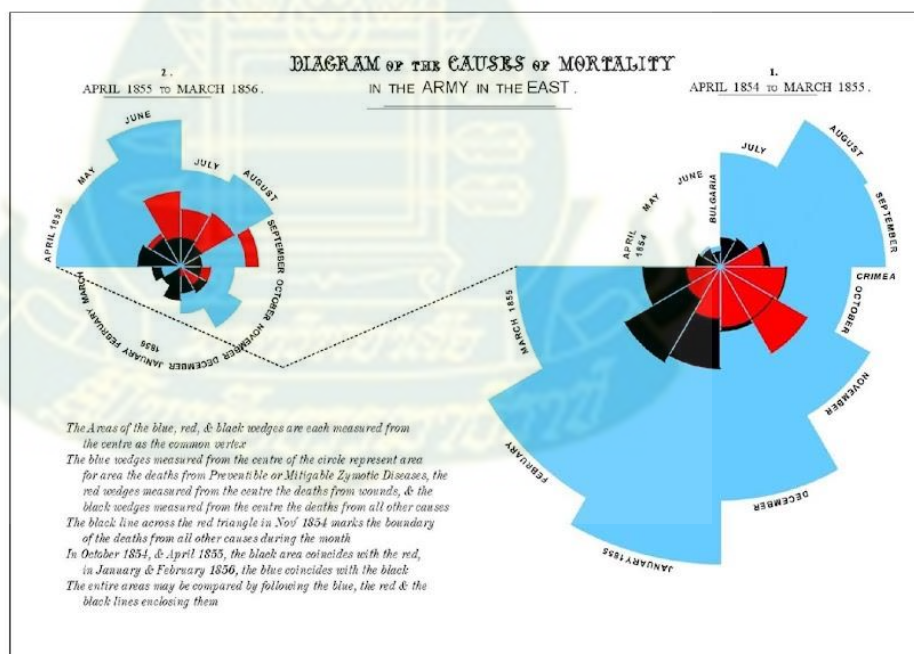 DIAGRAM OF THE CAUSES OF MORTALITY
IN THE ARMY IN THE EAST.
2.
APRIL 1855 TO MARCH 1856.
1.
APRIL 1854 TO MARCH 1855.
APRIL 1855
MAY
JUNE
JULY
AUGUST
SEPTEMBER
OCTOBER
NOVEMBER
DECEMBER
JANUARY
1856
FEBRUARY
MARCH
APRIL
1854
MAY
JUNE
BULGARIA
JULY
AUGUST
SEPTEMBER
CRIMEA
OCTOBER
NOVEMBER
DECEMBER
JANUARY 1855
FEBRUARY
MARCH 1855
The Areas of the blue, red, & black wedges are each measured from
the centre as the common vertex
The blue wedges measured from the centre of the circle represent area
for area the deaths from Preventible or Mitigable Zymotic Diseases, the
red wedges measured from the centre the deaths from wounds, & the
black wedges measured from the centre the deaths from all other causes
The black line across the red triangle in Nov' 1854 marks the boundary
of the deaths from all other causes during the month
In October 1854, & April 1855, the black area coincides with the red,
in January & February 1856, the blue coincides with the black
The entire areas may be compared by following the blue, the red & the
black lines enclosing them